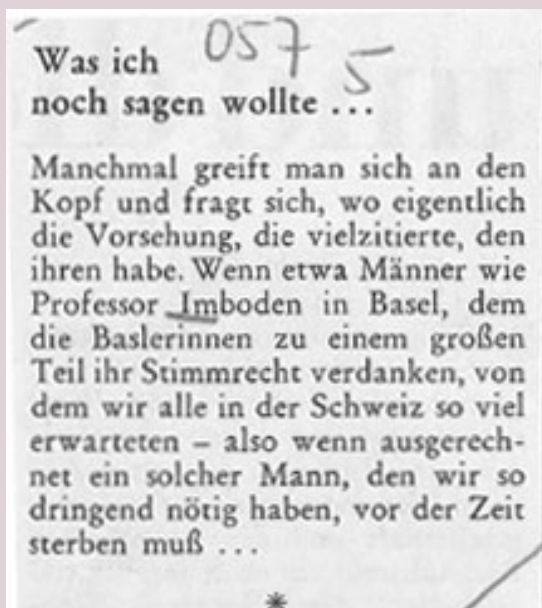 Was ich
057 5
noch sagen wollte ...
Manchmal greift man sich an den
Kopf und fragt sich, wo eigentlich
die Vorsehung, die vielzitierte, den
ihren habe. Wenn etwa Männer wie
Professor Imboden in Basel, dem
die Baslerinnen zu einem großen
Teil ihr Stimmrecht verdanken, von
dem wir alle in der Schweiz so viel
erwarteten – also wenn ausgerech-
net ein solcher Mann, den wir so
dringend nötig haben, vor der Zeit
sterben muß ...
*